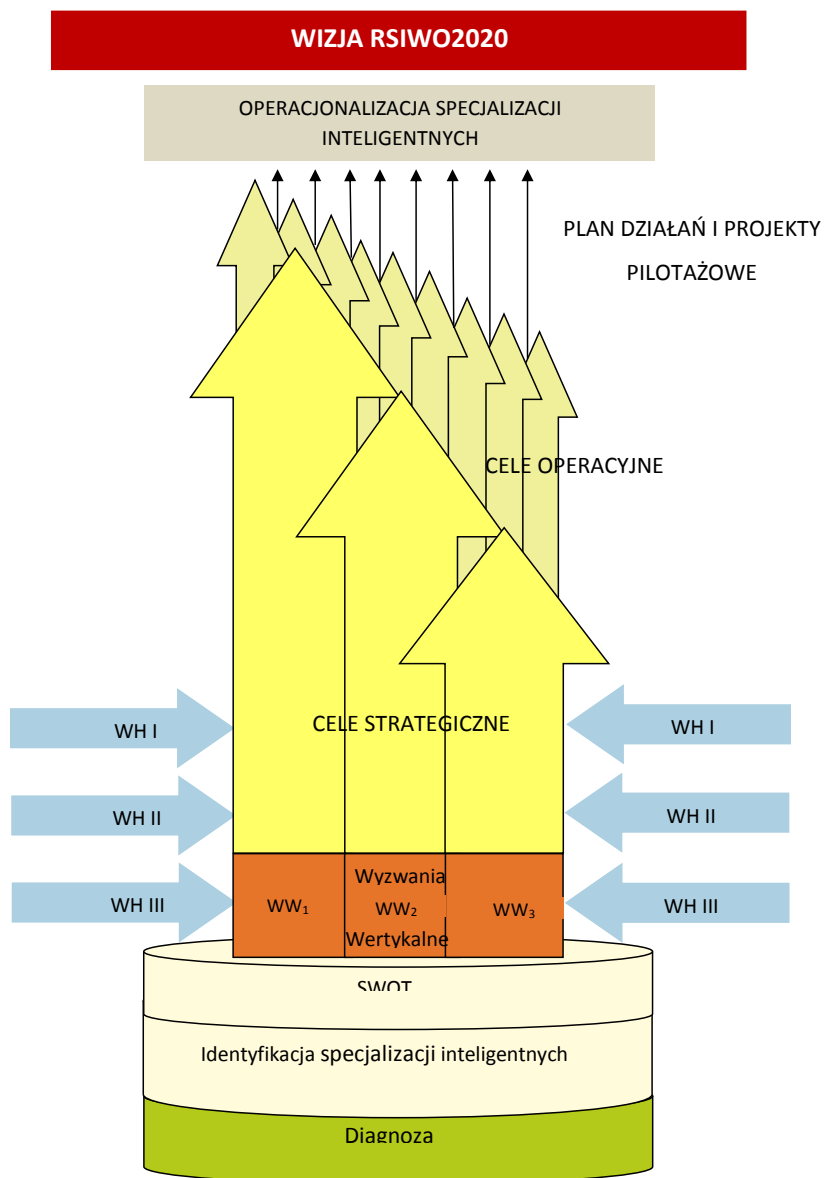 WIZJA RSIWO2020
OPERACJONALIZACJA SPECJALIZACJI
INTELIGENTNYCH
PLAN DZIAŁAŃ I PROJEKTY
PILOTAŻOWE
CELE OPERACYJNE
CELE STRATEGICZNE
WH I
WH I
WH II
WH II
WH III
WH III
Wyzwania
WW₁
WW₂
WW₃
Wertykalne
SWOT
Identyfikacja specjalizacji inteligentnych
Diagnoza